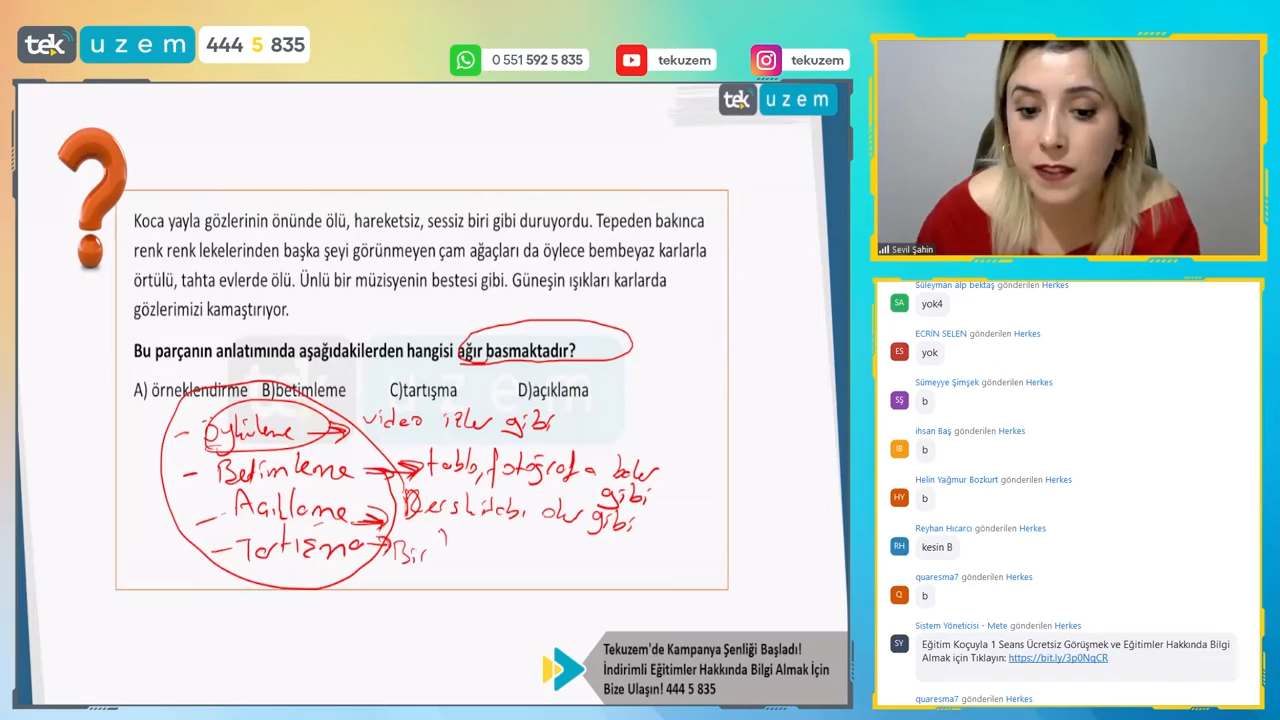 tek uzem 444 5 835
0 551 592 5 835
tekuzem
tekuzem
tek uzem
Koca yayla gözlerinin önünde ölü, hareketsiz, sessiz biri gibi duruyordu. Tepeden bakınca
renk renk lekelerinden başka şeyi görünmeyen çam ağaçları da öylece bembeyaz karlarla
örtülü, tahta evlerde ölü. Ünlü bir müzisyenin bestesi gibi. Güneşin ışıkları karlarda
gözlerimizi kamaştırıyor.
Bu parçanın anlatımında aşağıdakilerden hangisi ağır basmaktadır?
A) örneklendirme B)betimleme C)tartışma D)açıklama
- Öyküleme → video izler gibi
- Betimleme → tablo, fotoğrafa bakar
gibi
Açıklama → Ders kitabı okur gibi
- Tartışma → Bir
Tekuzem'de Kampanya Şenliği Başladı!
İndirimli Eğitimler Hakkında Bilgi Almak İçin
Bize Ulaşın! 444 5 835
Sevil Şahin
Süleyman alp bektaş gönderilen Herkes
SA yok4
ECRİN SELEN gönderilen Herkes
ES yok
Sümeyye Şimşek gönderilen Herkes
SŞ b
ihsan Baş gönderilen Herkes
IB b
Helin Yağmur Bozkurt gönderilen Herkes
HY b
Reyhan Hıcarcı gönderilen Herkes
RH kesin B
quaresma7 gönderilen Herkes
Q b
Sistem Yöneticisi - Mete gönderilen Herkes
SY Eğitim Koçuyla 1 Seans Ücretsiz Görüşmek ve Eğitimler Hakkında Bilgi
Almak için Tıklayın: https://bit.ly/3p0NqCR
quaresma7 gönderilen Herkes